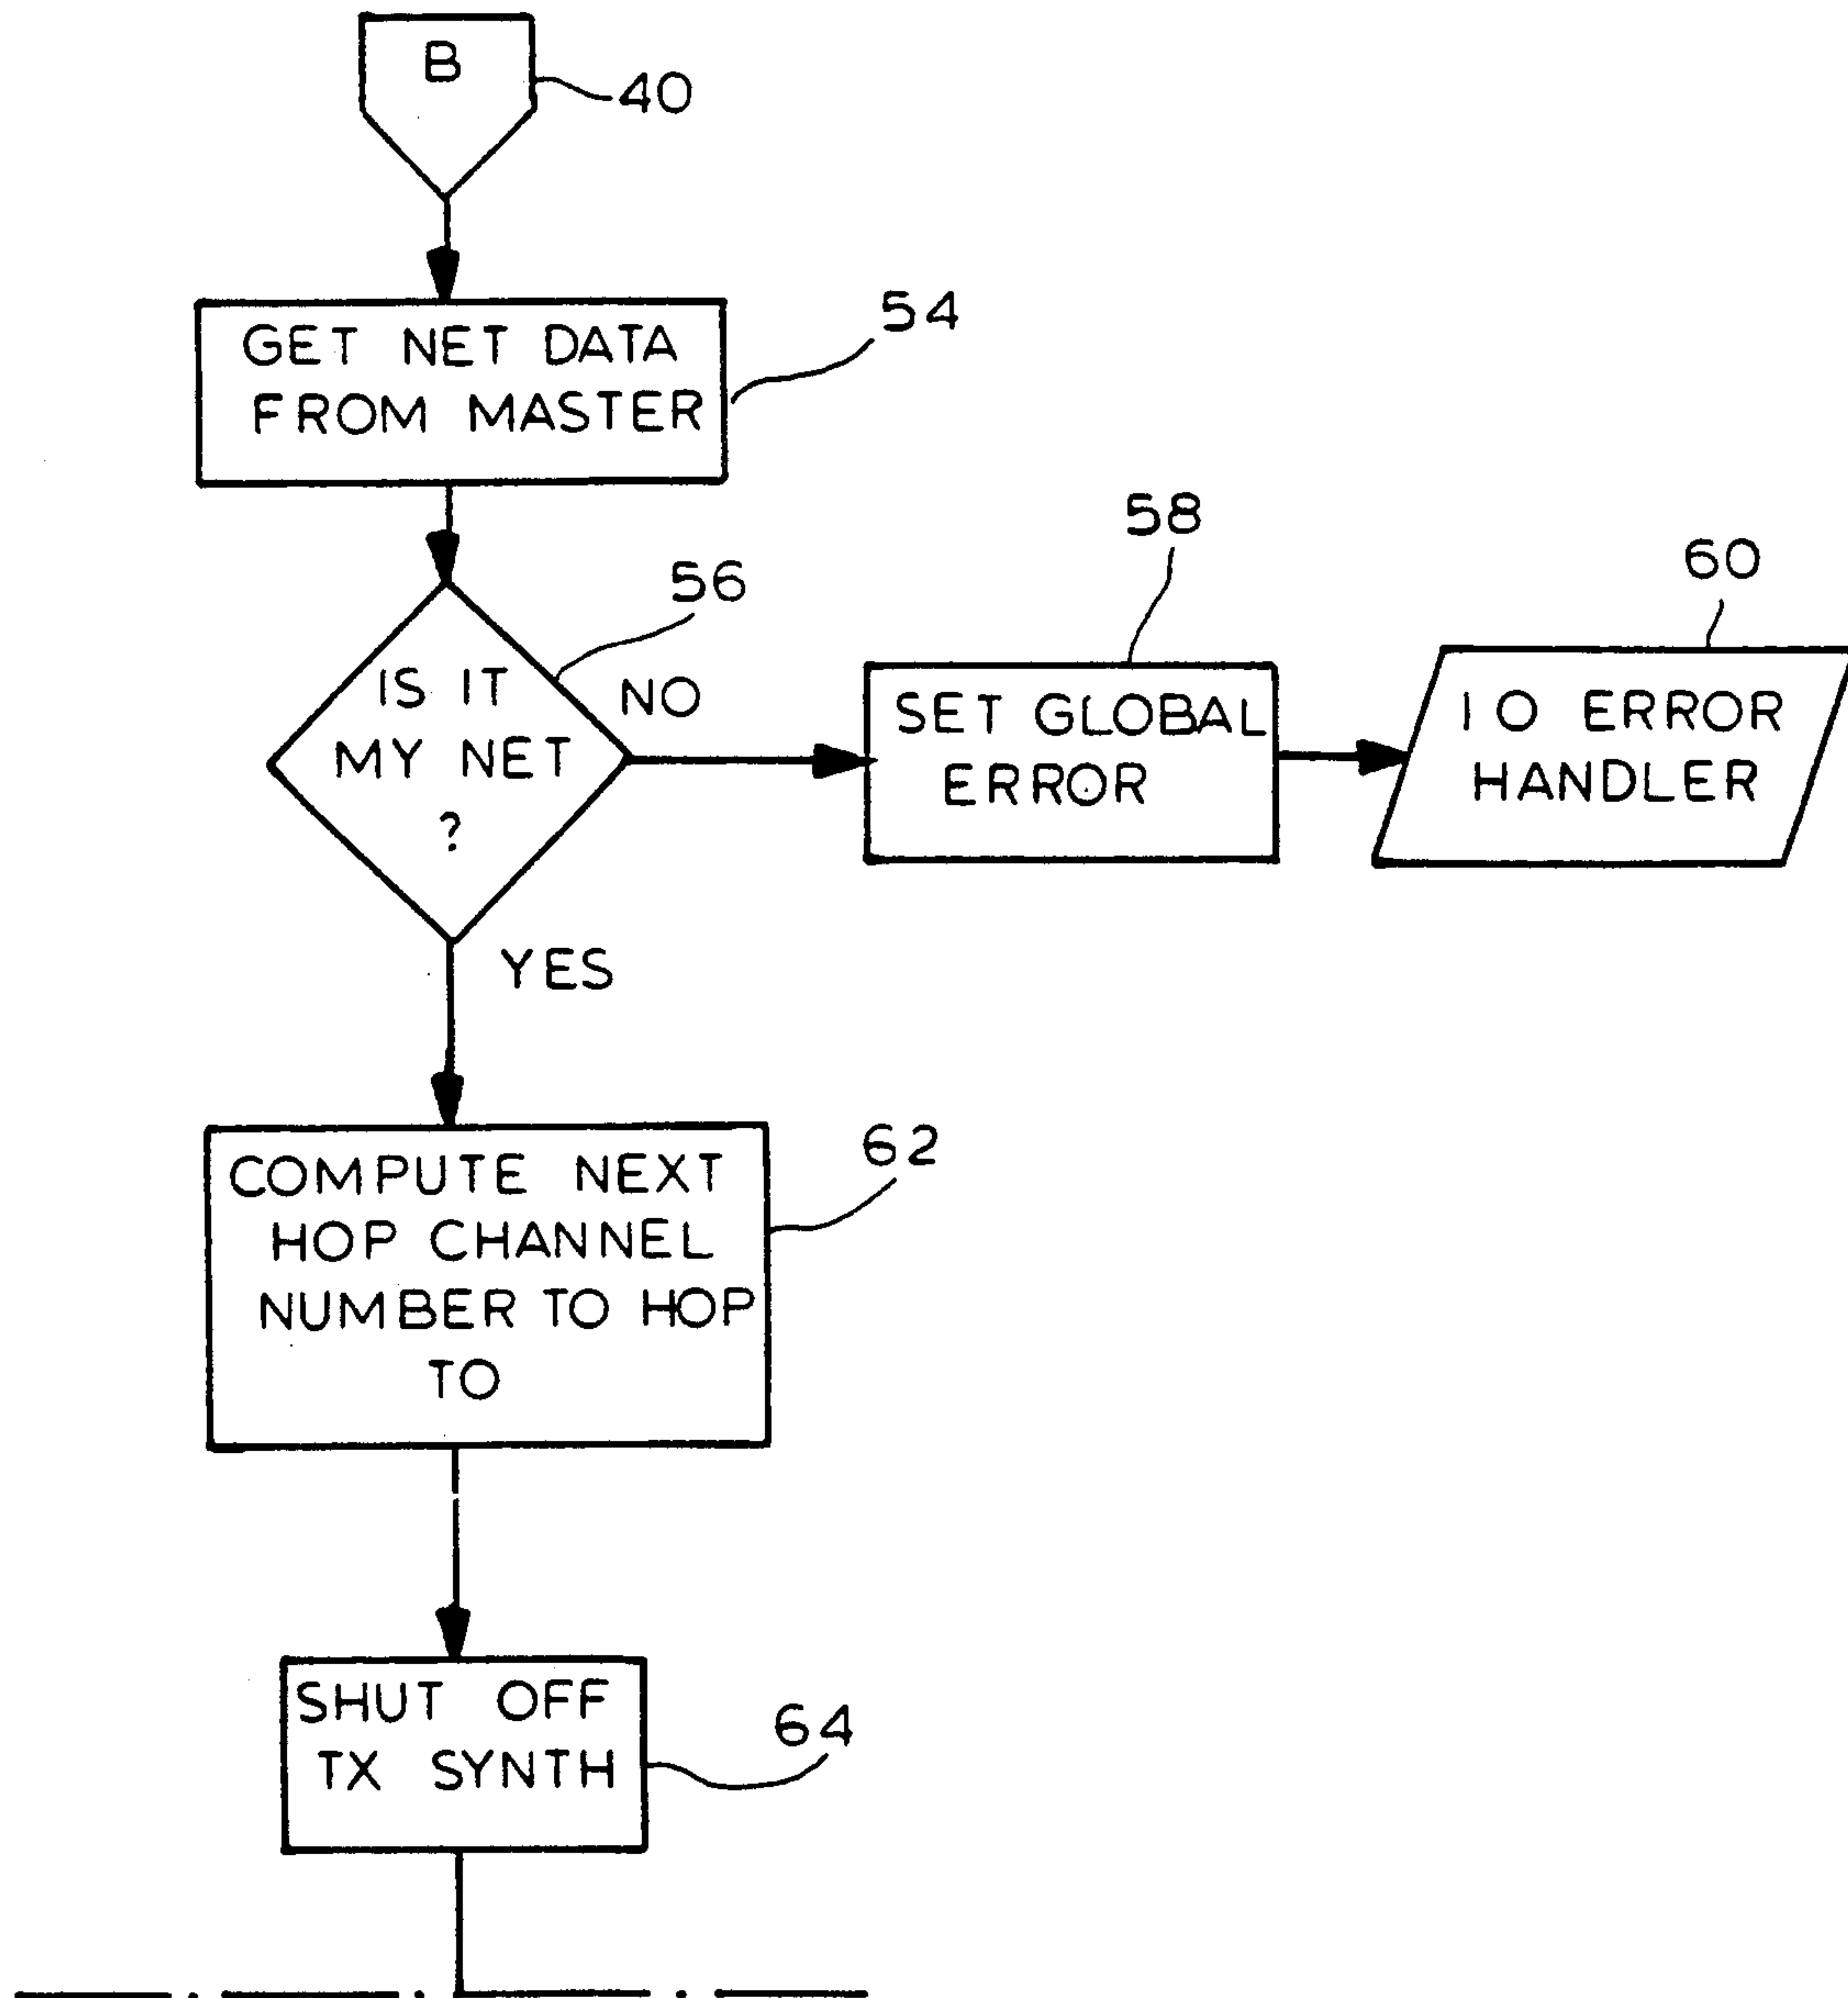 B
40
GET NET DATA
FROM MASTER
54
IS IT
MY NET
?
56
NO
SET GLOBAL
ERROR
58
IO ERROR
HANDLER
60
YES
COMPUTE NEXT
HOP CHANNEL
NUMBER TO HOP
TO
62
SHUT OFF
TX SYNTH
64